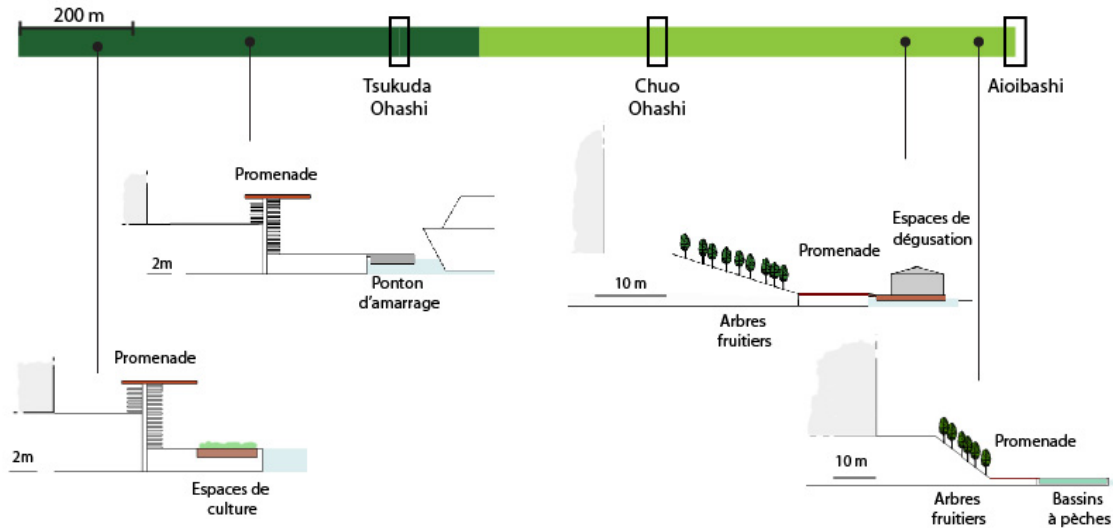 200 m
Tsukuda
Ohashi
Chuo
Ohashi
Aioibashi
Promenade
2m
Ponton
d'amarrage
Promenade
2m
Espaces de
culture
Espaces de
dégusation
Promenade
10 m
Arbres
fruitiers
Promenade
10 m
Arbres
fruitiers
Bassins
à pèches